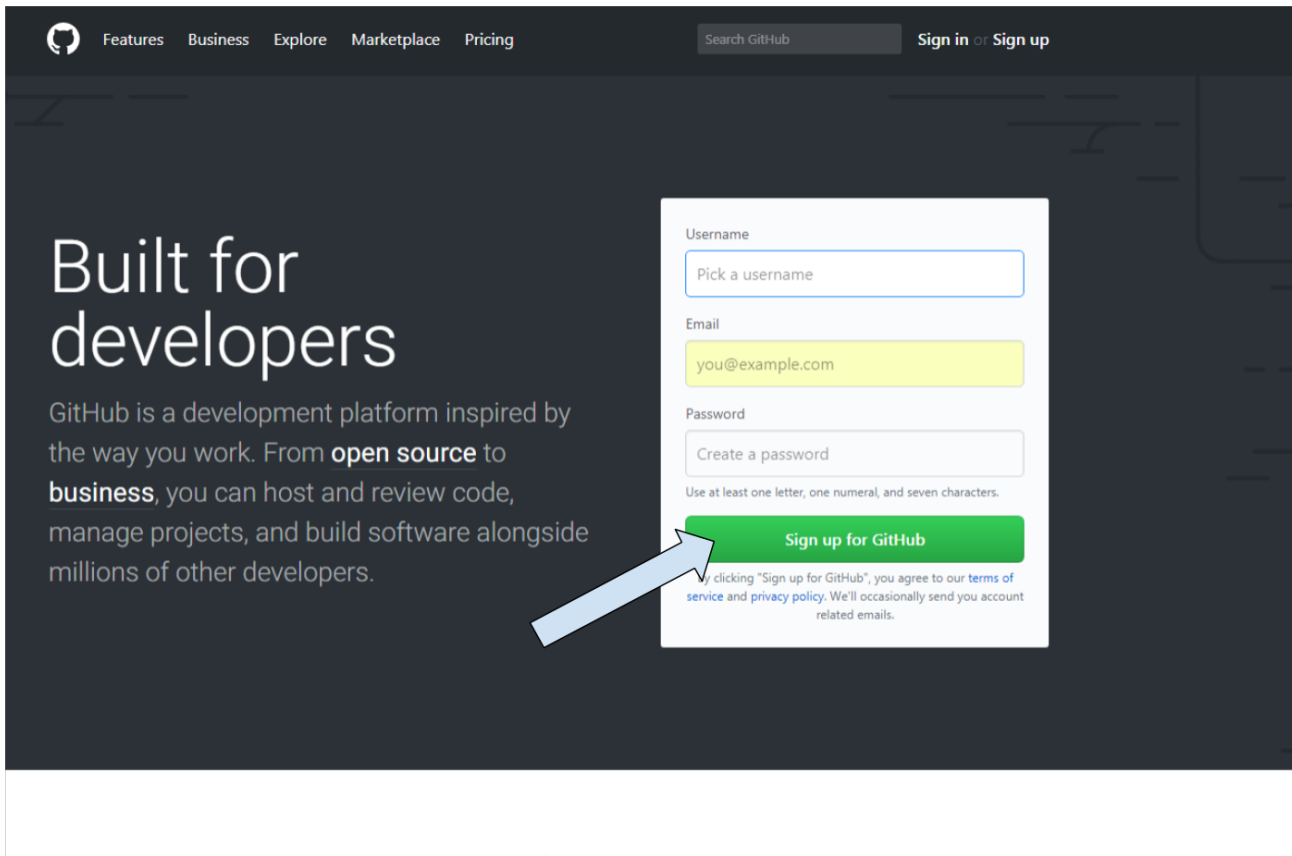 Features Business Explore Marketplace Pricing Search GitHub Sign in or Sign up
Built for
developers
GitHub is a development platform inspired by
the way you work. From open source to
business, you can host and review code,
manage projects, and build software alongside
millions of other developers.
Username
Pick a username
Email
you@example.com
Password
Create a password
Use at least one letter, one numeral, and seven characters.
Sign up for GitHub
clicking "Sign up for GitHub", you agree to our terms of
service and privacy policy. We'll occasionally send you account
related emails.